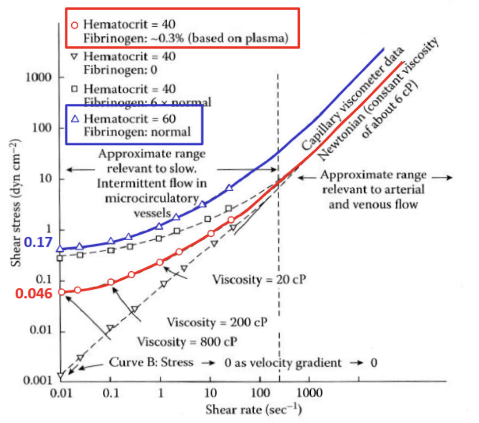 Hematocrit = 40
Fibrinogen: ~0.3% (based on plasma)
Hematocrit = 40
Fibrinogen: 0
Hematocrit = 40
Fibrinogen: 6 × normal
Hematocrit = 60
Fibrinogen: normal
1000
100
10
1
0.17
0.1
0.046
0.01
0.001
Shear stress (dyn cm⁻²)
Capillary viscometer data
Newtonian (constant viscosity
of about 6 cP)
Approximate range
relevant to slow.
Intermittent flow in
microcirculatory
vessels
Approximate range
relevant to arterial
and venous flow
Viscosity = 20 cP
Viscosity = 200 cP
Viscosity = 800 cP
Curve B: Stress → 0 as velocity gradient → 0
0.01 0.1 1 10 100 1000
Shear rate (sec⁻¹)